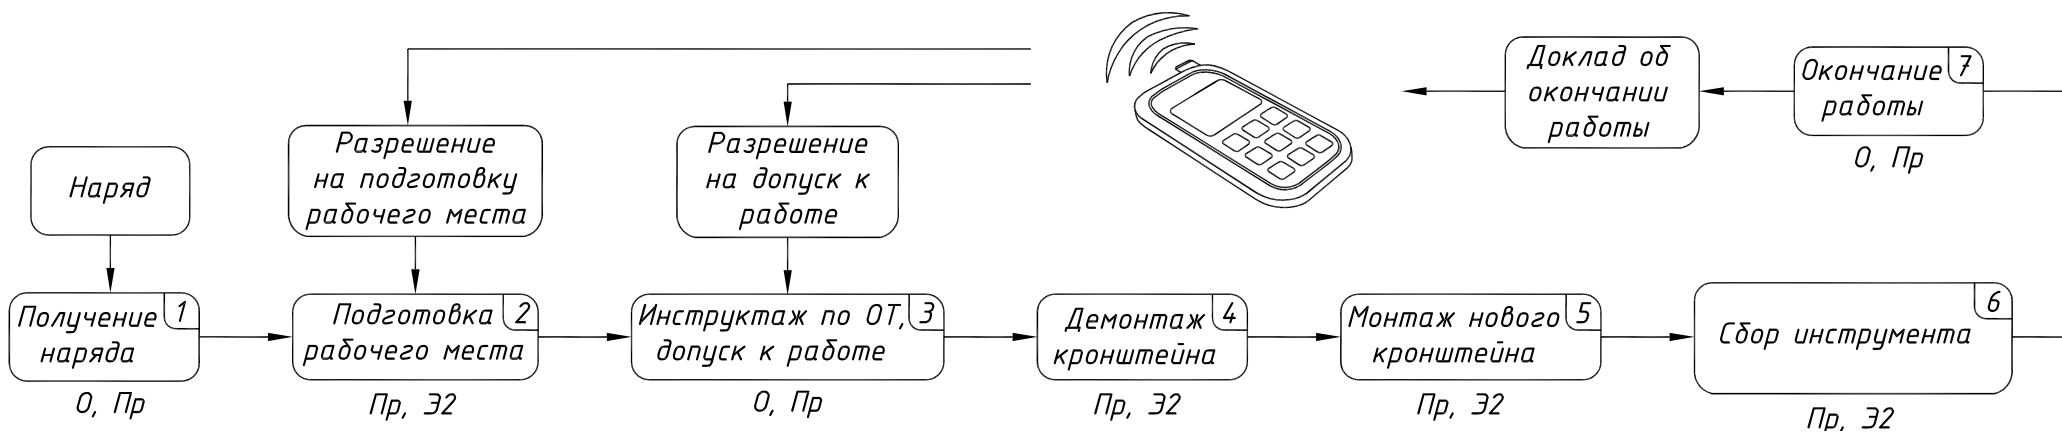 Наряд
Разрешение
на подготовку
рабочего места
Разрешение
на допуск к
работе
Доклад об
окончании
работы
Окончание 7
работы
О, Пр
Получение 1
наряда
О, Пр
Подготовка 2
рабочего места
Пр, Э2
Инструктаж по ОТ, 3
допуск к работе
О, Пр
Демонтаж 4
кронштейна
Пр, Э2
Монтаж нового 5
кронштейна
Пр, Э2
6
Сбор инструмента
Пр, Э2